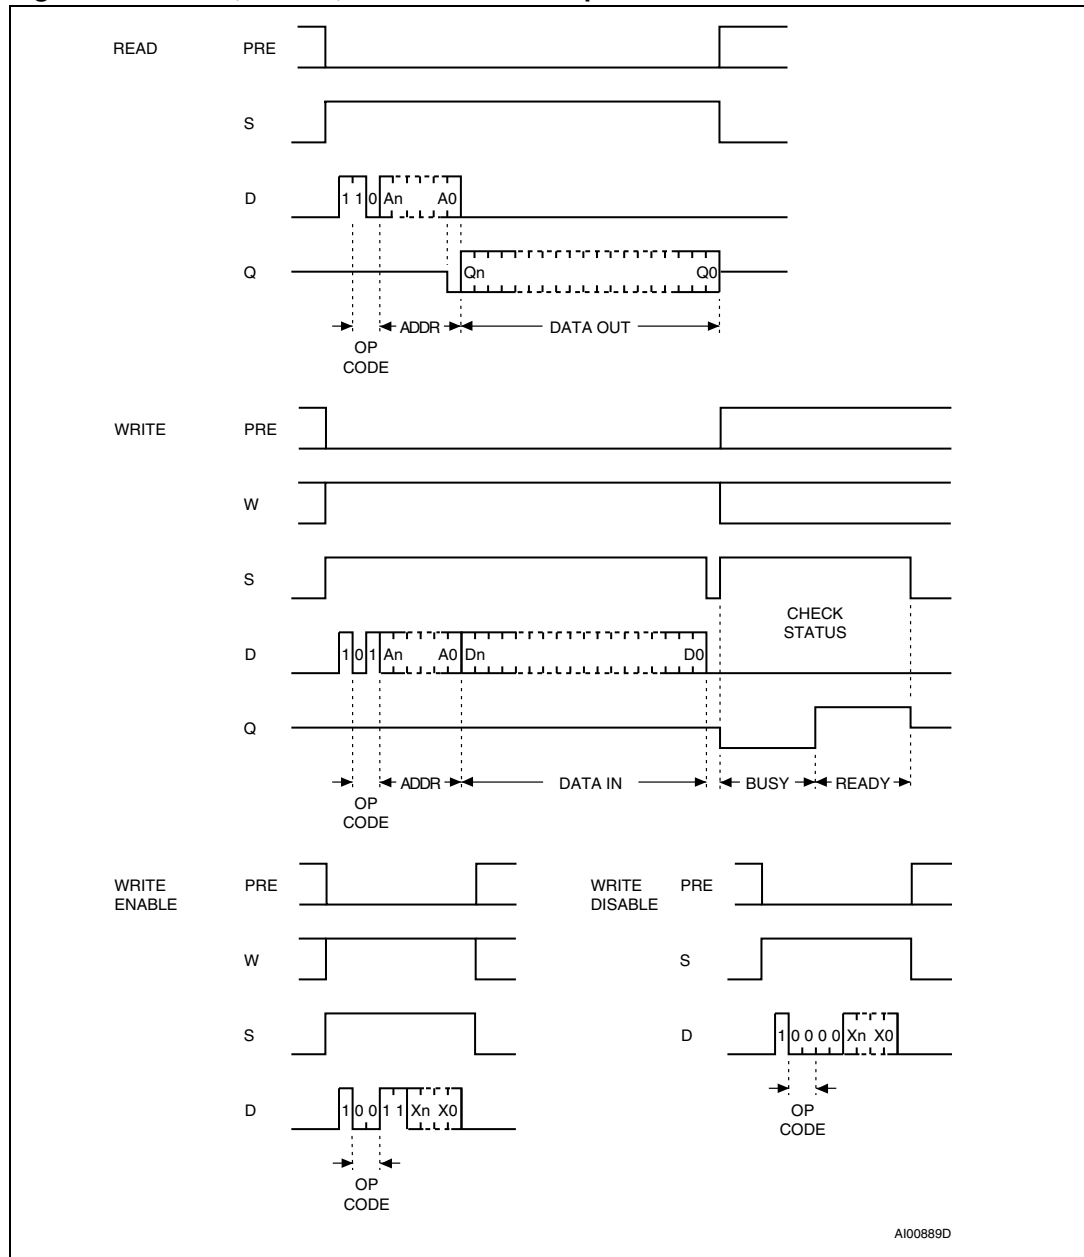 READ PRE
S
D 1 1 0 An A0
Q Qn Q0
ADDR DATA OUT
OP
CODE
WRITE PRE
W
S
CHECK
STATUS
D 1 0 1 An A0 Dn D0
Q
ADDR DATA IN BUSY READY
OP
CODE
WRITE
ENABLE
PRE
W
S
D 1 0 0 1 1 Xn X0
OP
CODE
WRITE
DISABLE
PRE
S
D 1 0 0 0 0 Xn X0
OP
CODE
AI00889D